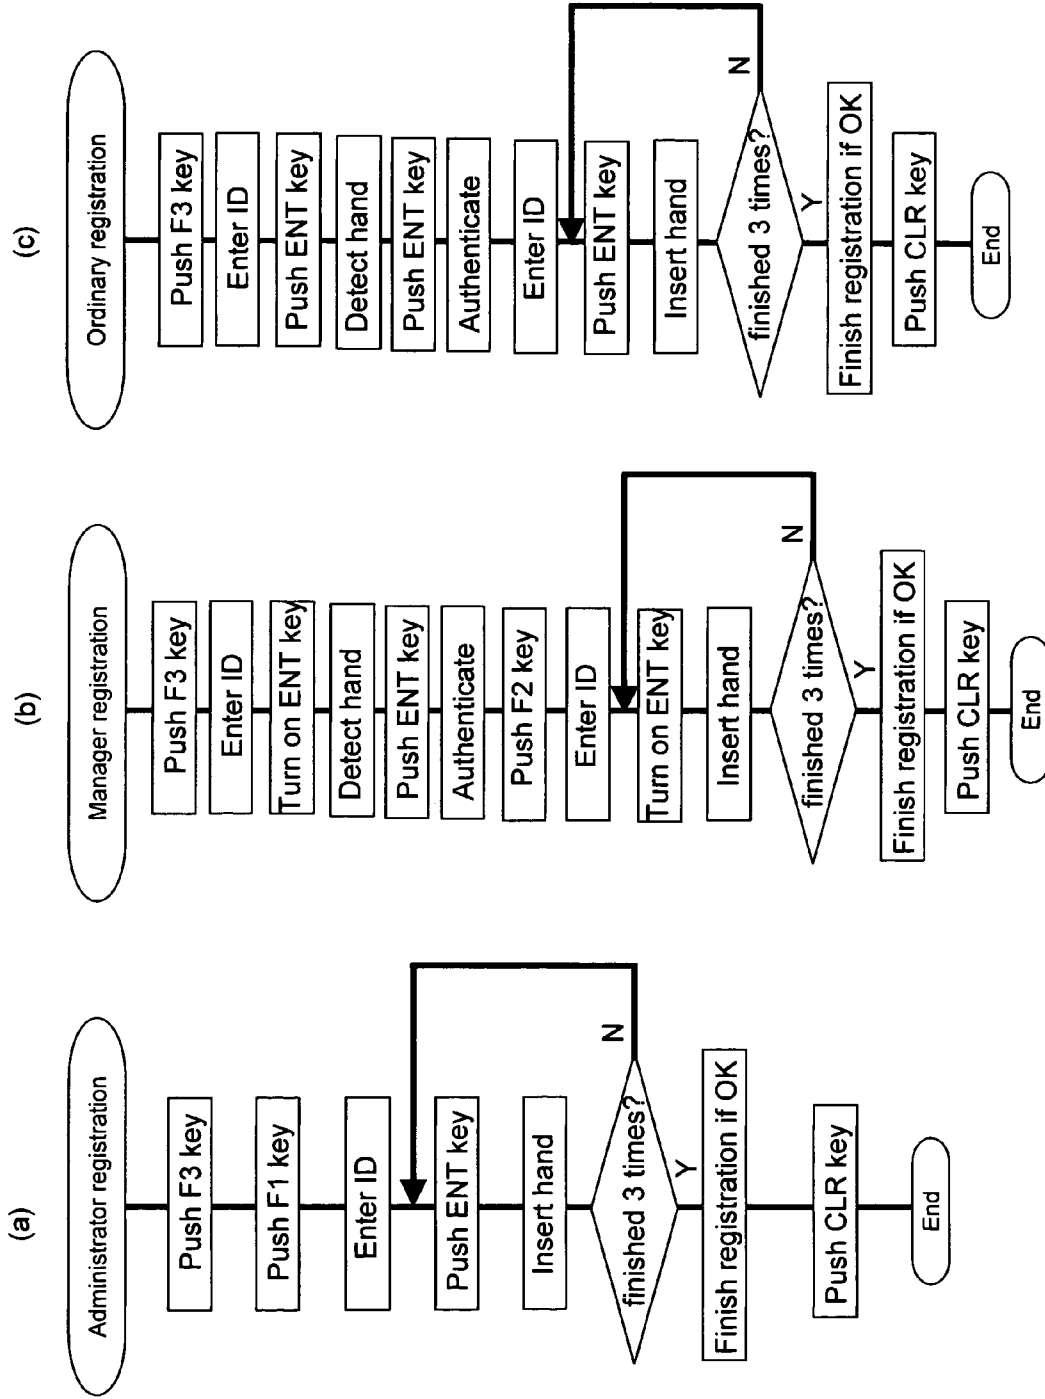 (a)
Administrator registration
Push F3 key
Push F1 key
Enter ID
Push ENT key
Insert hand
finished 3 times?
N
Y
Finish registration if OK
Push CLR key
End
(b)
Manager registration
Push F3 key
Enter ID
Turn on ENT key
Detect hand
Push ENT key
Authenticate
Push F2 key
Enter ID
Turn on ENT key
Insert hand
finished 3 times?
N
Y
Finish registration if OK
Push CLR key
End
(c)
Ordinary registration
Push F3 key
Enter ID
Push ENT key
Detect hand
Push ENT key
Authenticate
Enter ID
Push ENT key
Insert hand
finished 3 times?
N
Y
Finish registration if OK
Push CLR key
End